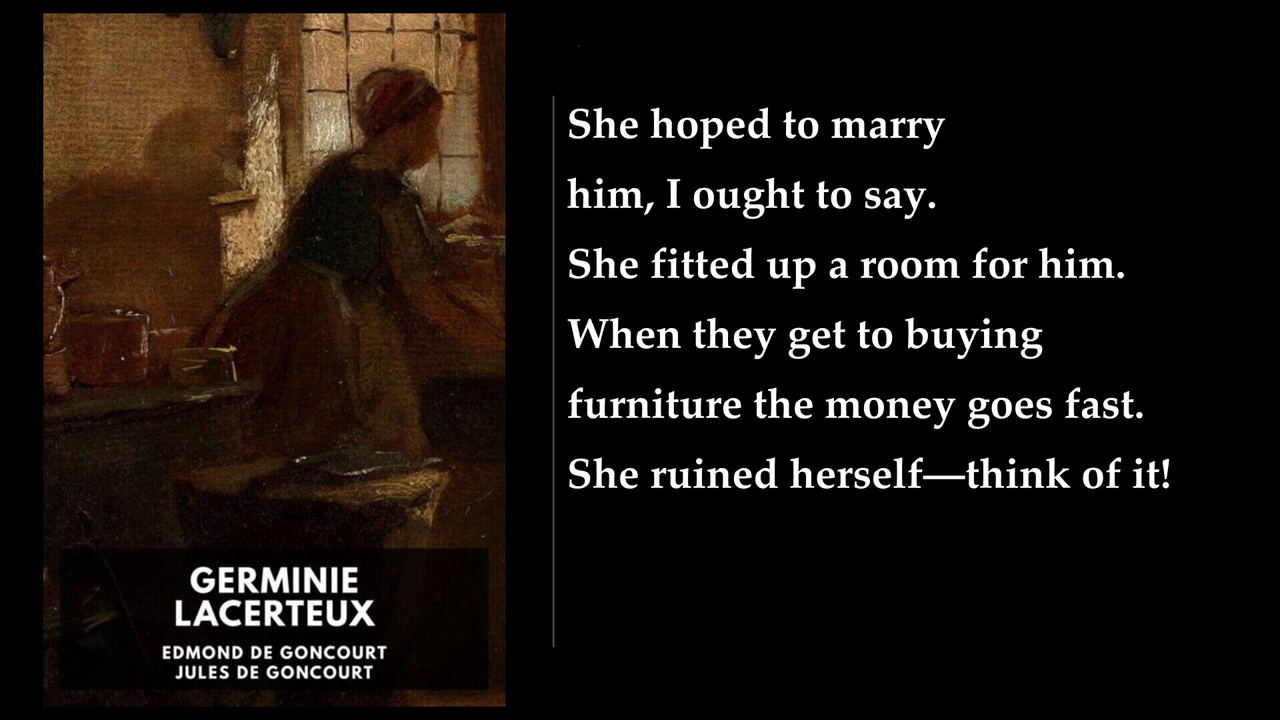 She hoped to marry
him, I ought to say.
She fitted up a room for him.
When they get to buying
furniture the money goes fast.
She ruined herself—think of it!
GERMINIE
LACERTEUX
EDMOND DE GONCOURT
JULES DE GONCOURT